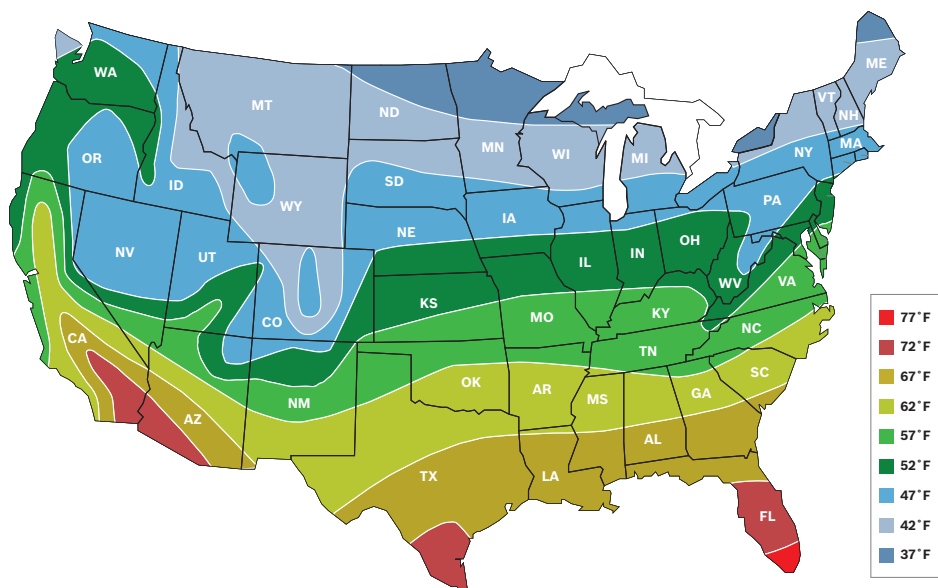 WA
MT
ND
MN
WI
MI
VT
NH
ME
OR
ID
WY
SD
NE
IA
NY
MA
PA
NV
UT
CO
KS
IL
IN
OH
WV
VA
MO
KY
CA
AZ
NM
OK
AR
TN
NC
SC
MS
GA
AL
TX
LA
FL
77°F
72°F
67°F
62°F
57°F
52°F
47°F
42°F
37°F